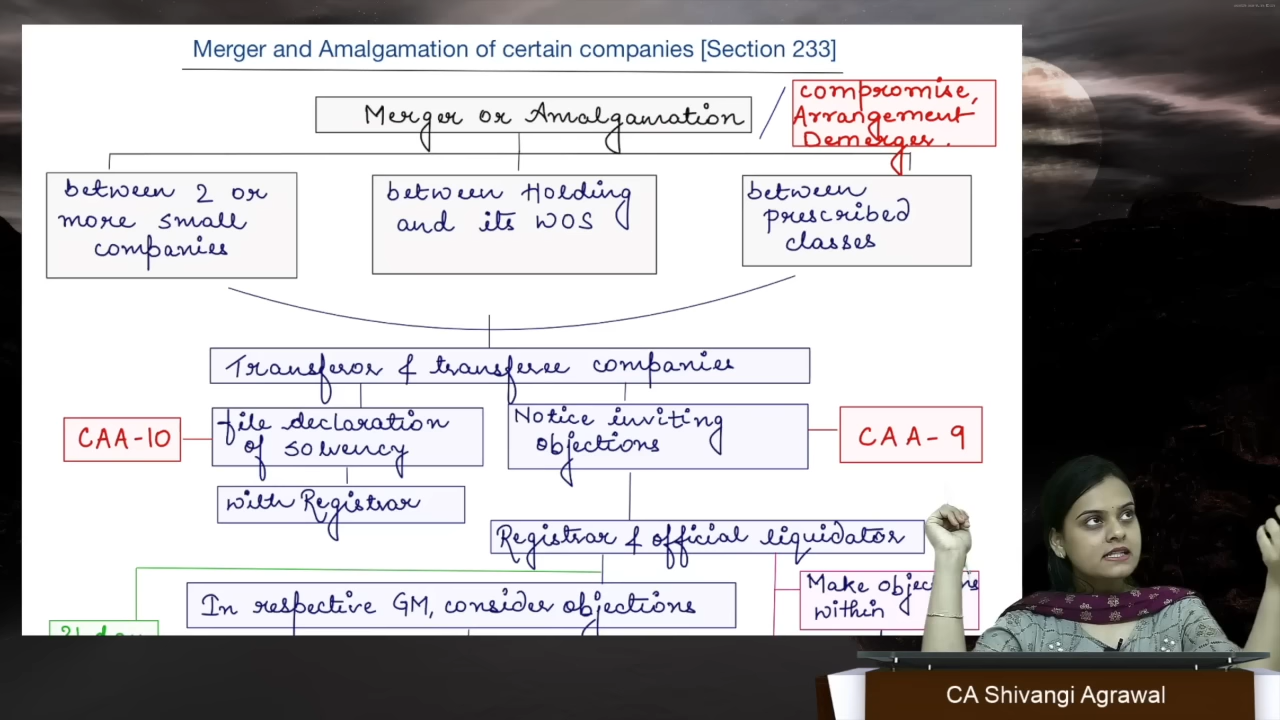 Merger and Amalgamation of certain companies [Section 233]
Merger or Amalgamation
compromise,
Arrangement
Demerges.
between 2 or
more small
companies
between Holding
and its WOS
between
prescribed
classes
Transferor & transferee companies
CAA-10
file declaration
of solvency
Notice inviting
objections
CAA-9
with Registrar
Registrar & official liquidator
In respective GM, consider objections
Make
within
CA Shivangi Agrawal